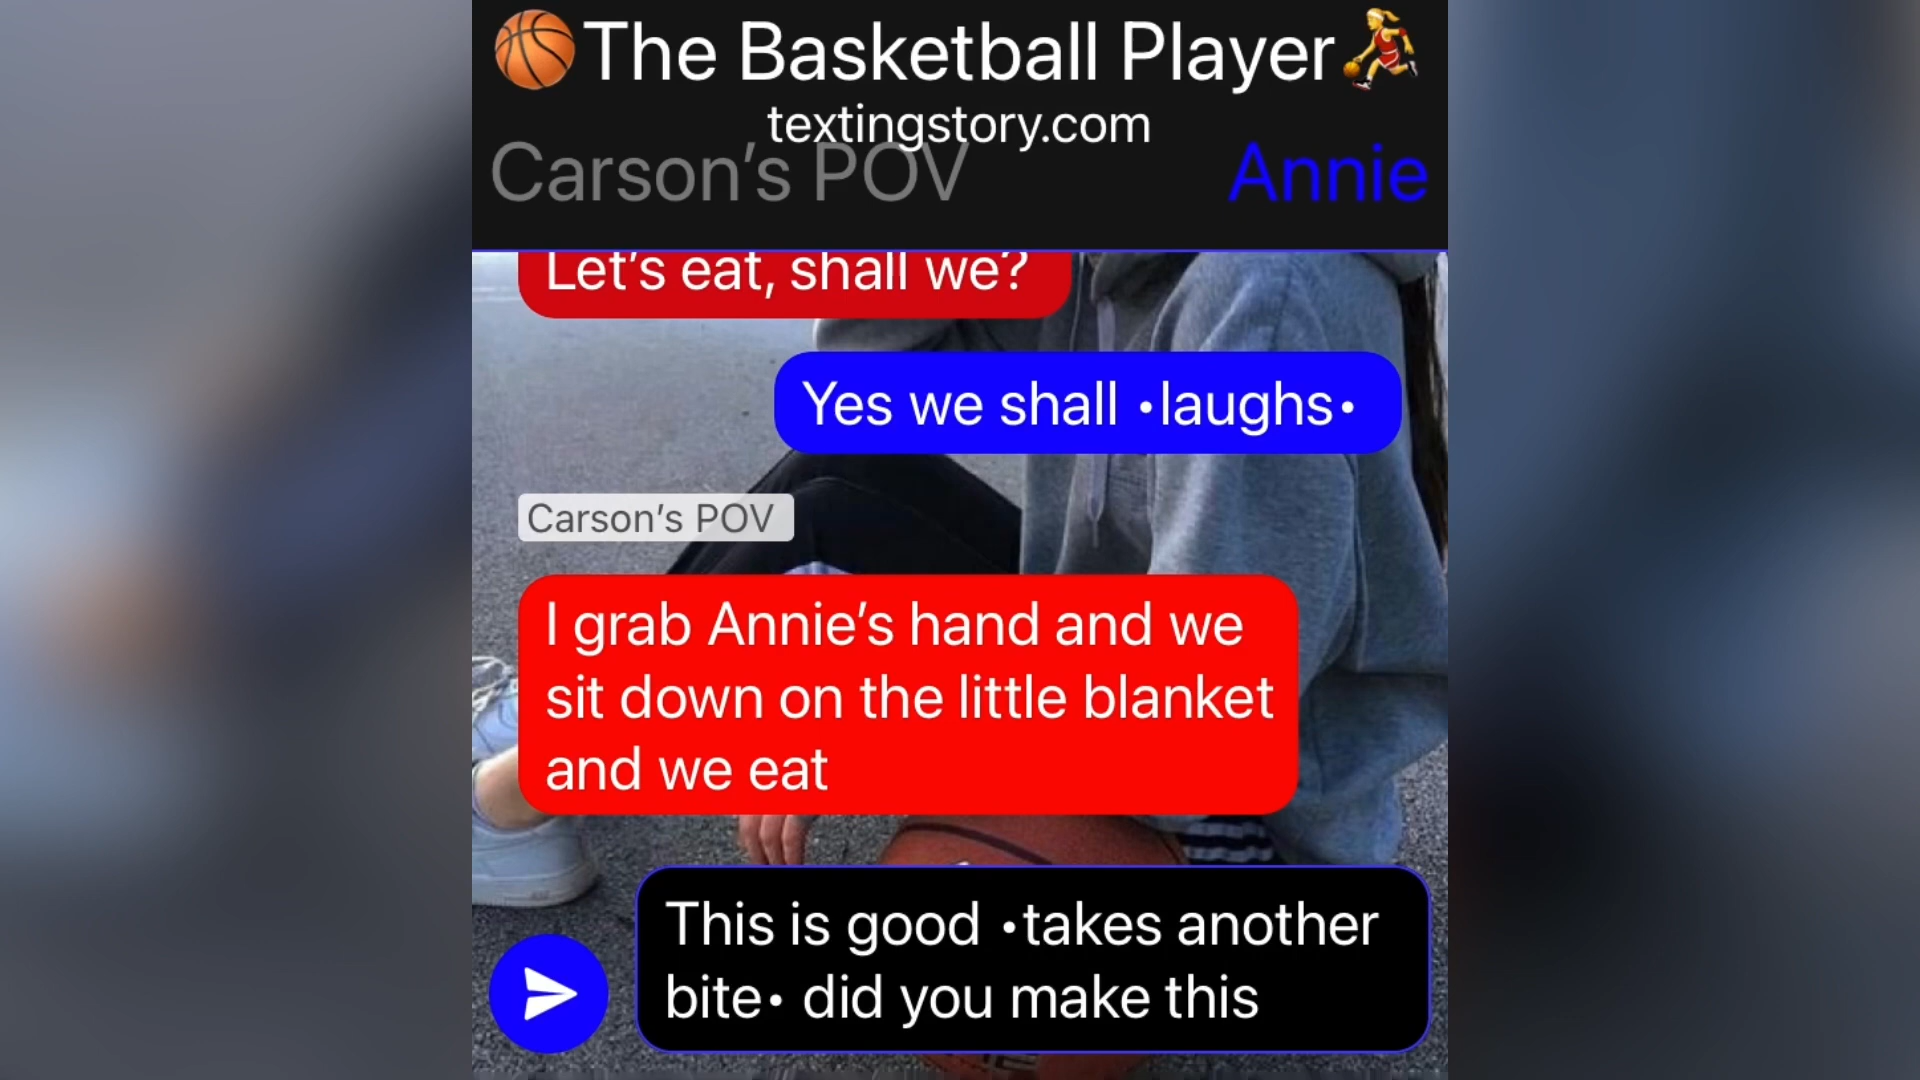 🏀The Basketball Player⛹️‍♀️
textingstory.com
Carson’s POV
Annie
Let’s eat, shall we?
Yes we shall •laughs•
Carson’s POV
I grab Annie’s hand and we
sit down on the little blanket
and we eat
This is good •takes another
bite• did you make this